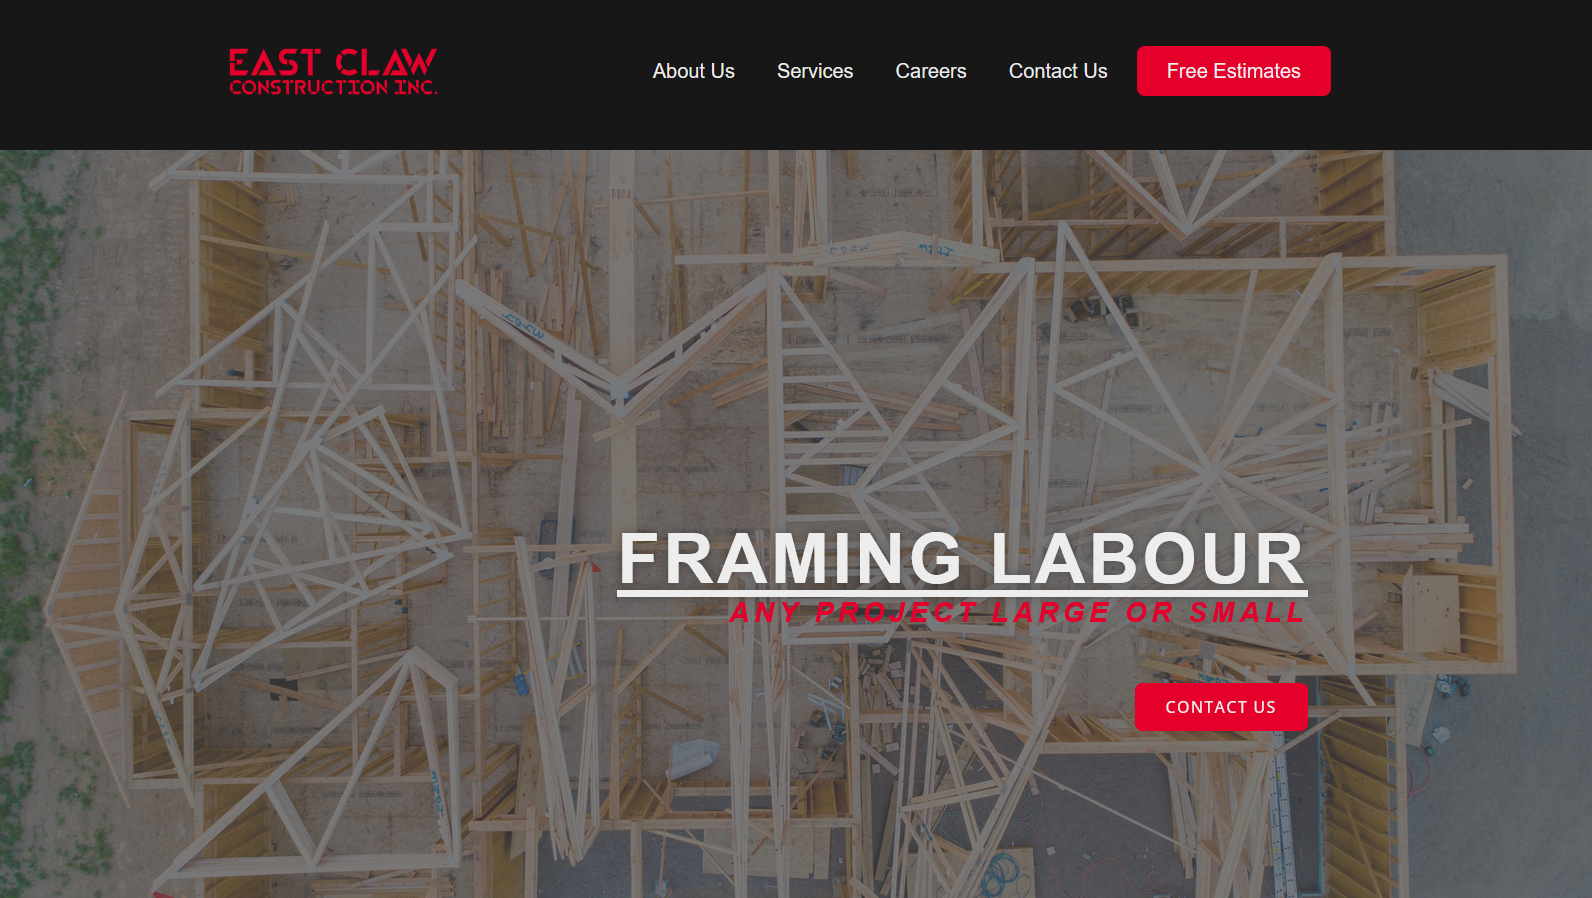 EAST CLAW
CONSTRUCTION INC.
About Us
Services
Careers
Contact Us
Free Estimates
FRAMING LABOUR
ANY PROJECT LARGE OR SMALL
CONTACT US